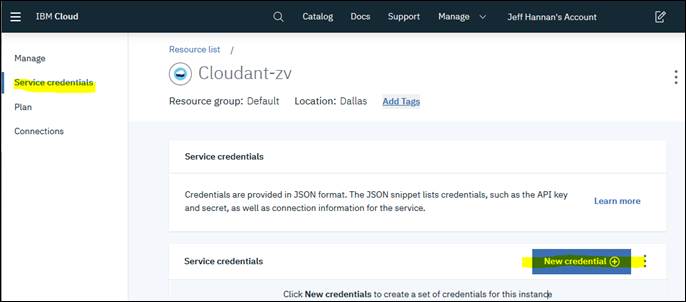 IBM Cloud Catalog Docs Support Manage Jeff Hannan's Account
Manage
Service credentials
Plan
Connections
Resource list /
Cloudant-zv
Resource group: Default Location: Dallas Add Tags
Service credentials
Credentials are provided in JSON format. The JSON snippet lists credentials, such as the API key
and secret, as well as connection information for the service.
Learn more
Service credentials New credential
Click New credentials to create a set of credentials for this instance